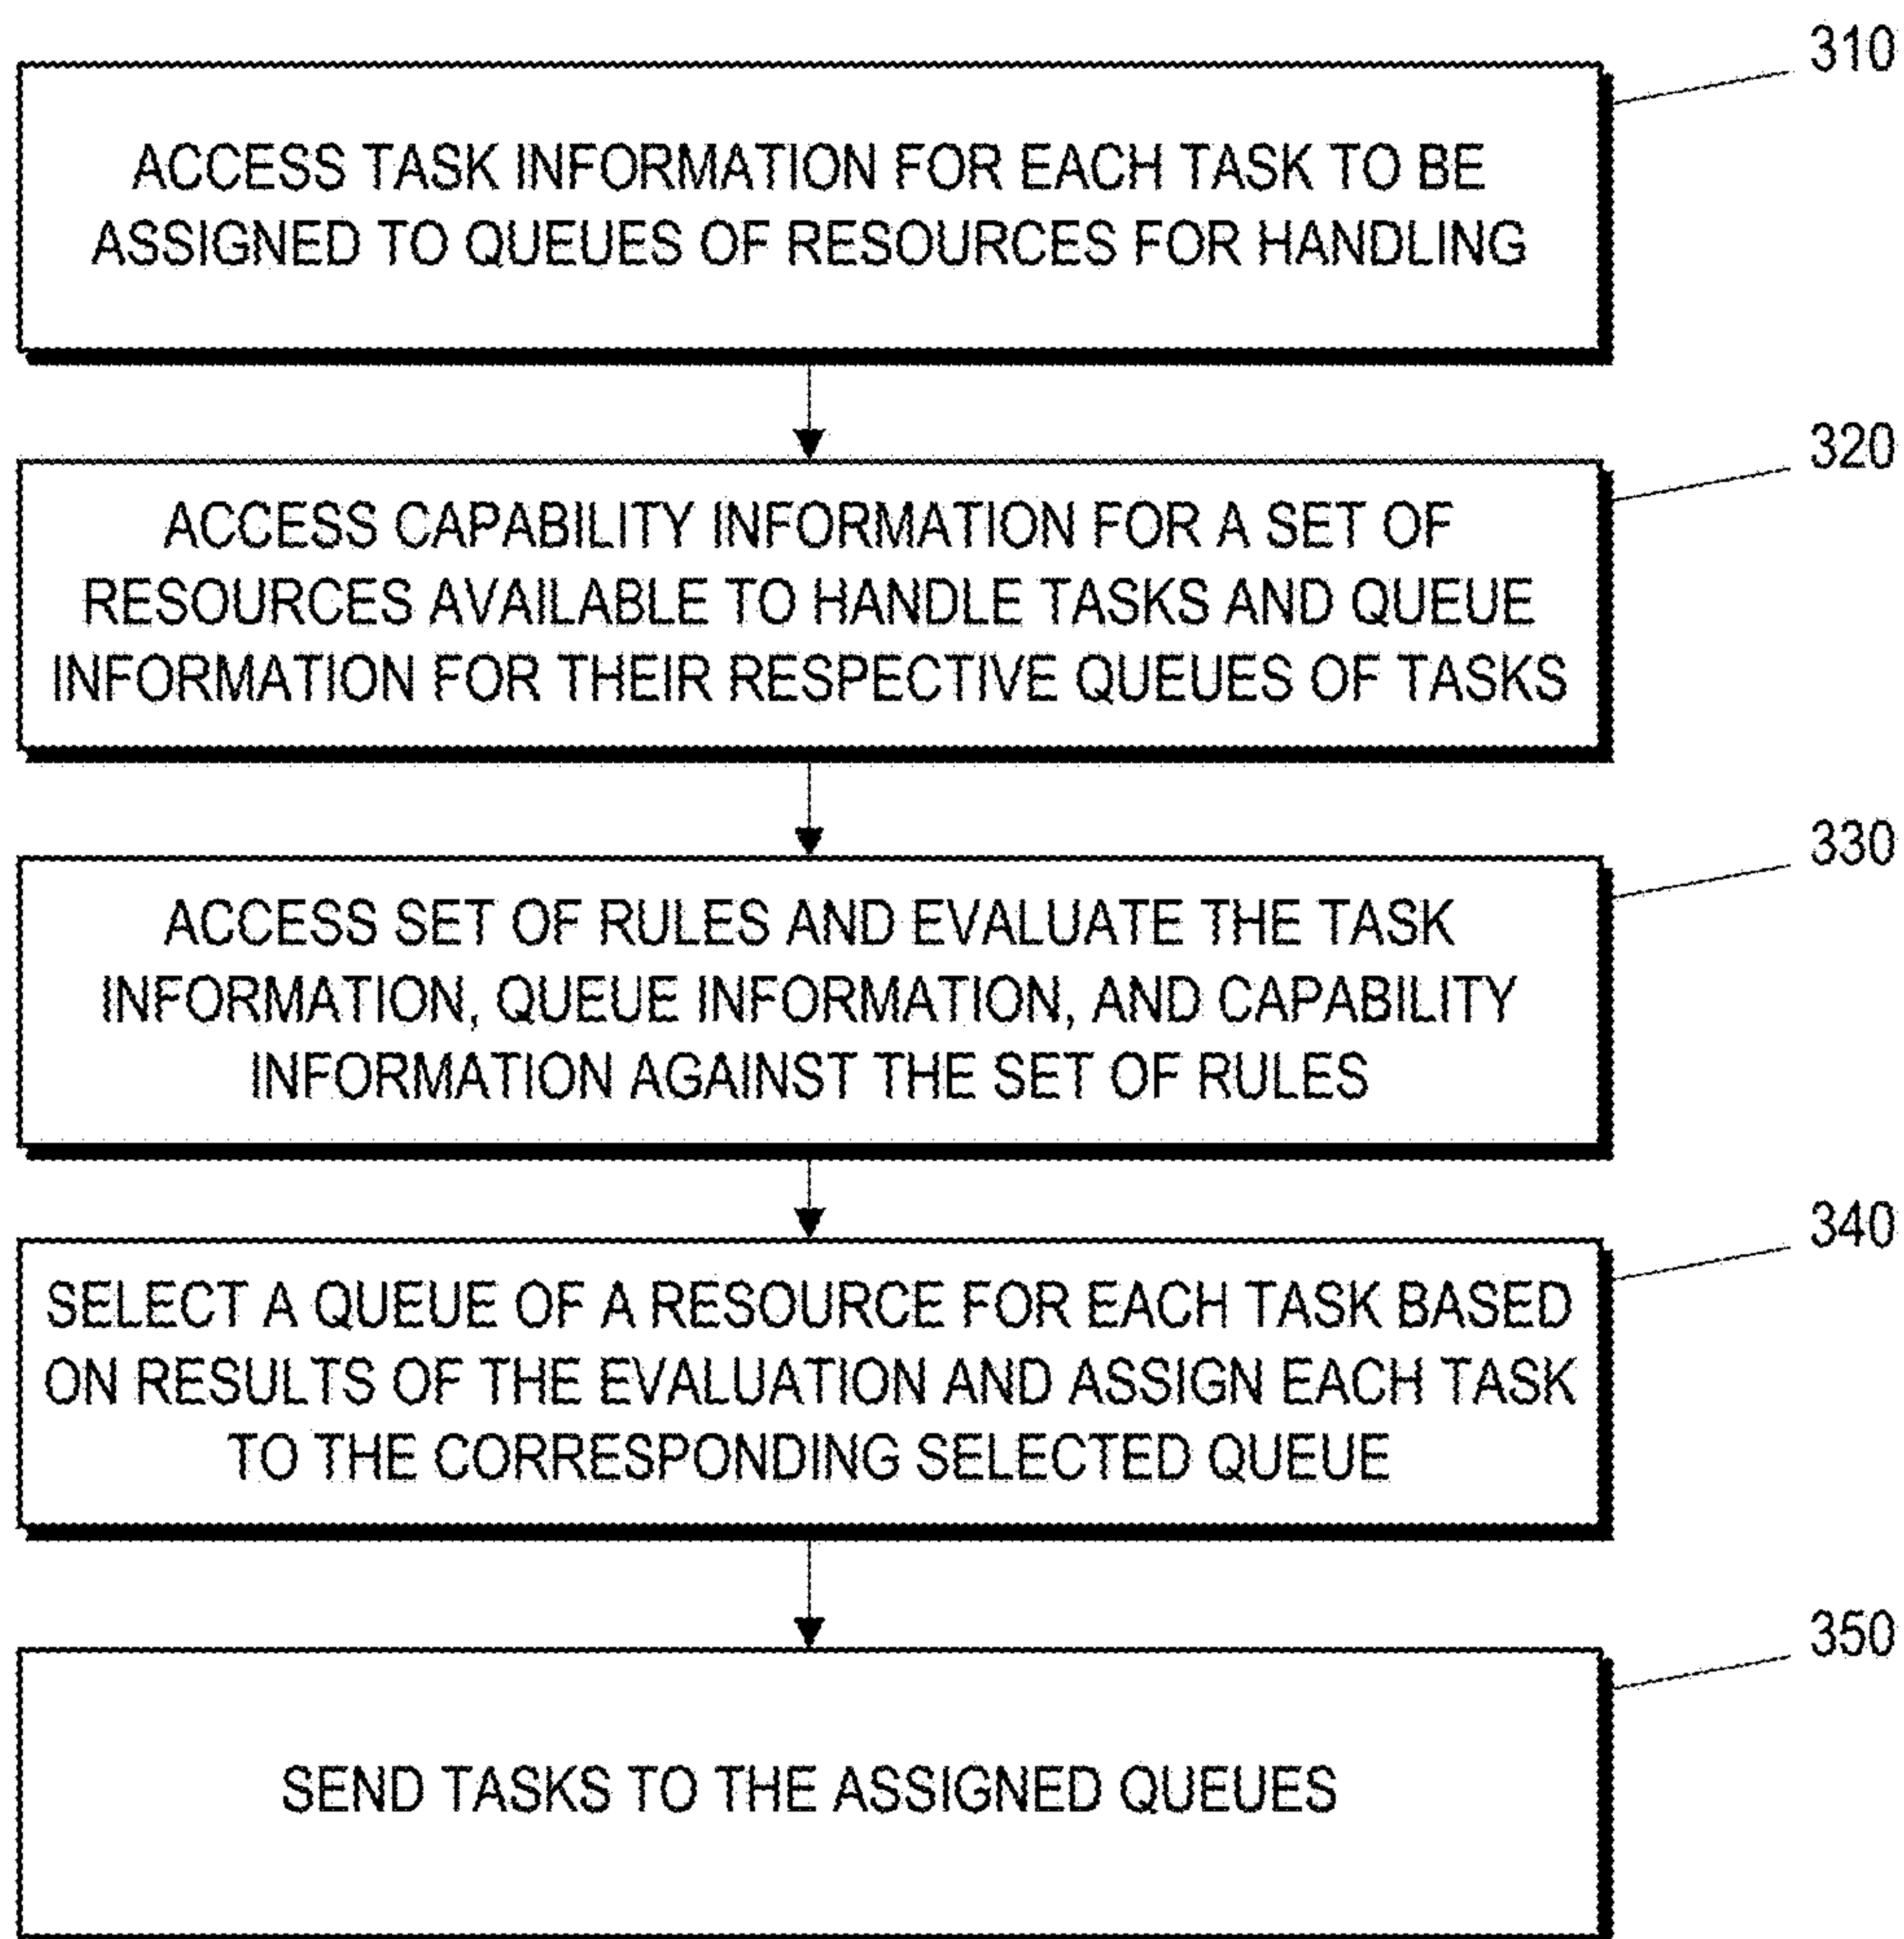 310
ACCESS TASK INFORMATION FOR EACH TASK TO BE
ASSIGNED TO QUEUES OF RESOURCES FOR HANDLING
320
ACCESS CAPABILITY INFORMATION FOR A SET OF
RESOURCES AVAILABLE TO HANDLE TASKS AND QUEUE
INFORMATION FOR THEIR RESPECTIVE QUEUES OF TASKS
330
ACCESS SET OF RULES AND EVALUATE THE TASK
INFORMATION, QUEUE INFORMATION, AND CAPABILITY
INFORMATION AGAINST THE SET OF RULES
340
SELECT A QUEUE OF A RESOURCE FOR EACH TASK BASED
ON RESULTS OF THE EVALUATION AND ASSIGN EACH TASK
TO THE CORRESPONDING SELECTED QUEUE
350
SEND TASKS TO THE ASSIGNED QUEUES